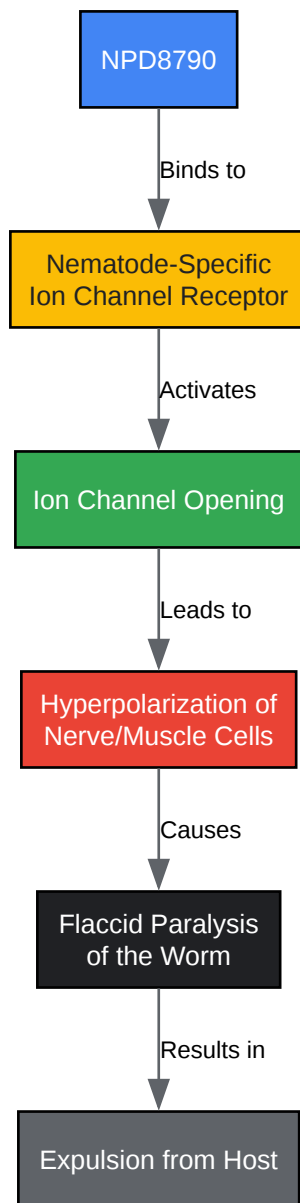 NPD8790
Binds to
Nematode-Specific
Ion Channel Receptor
Activates
Ion Channel Opening
Leads to
Hyperpolarization of
Nerve/Muscle Cells
Causes
Flaccid Paralysis
of the Worm
Results in
Expulsion from Host